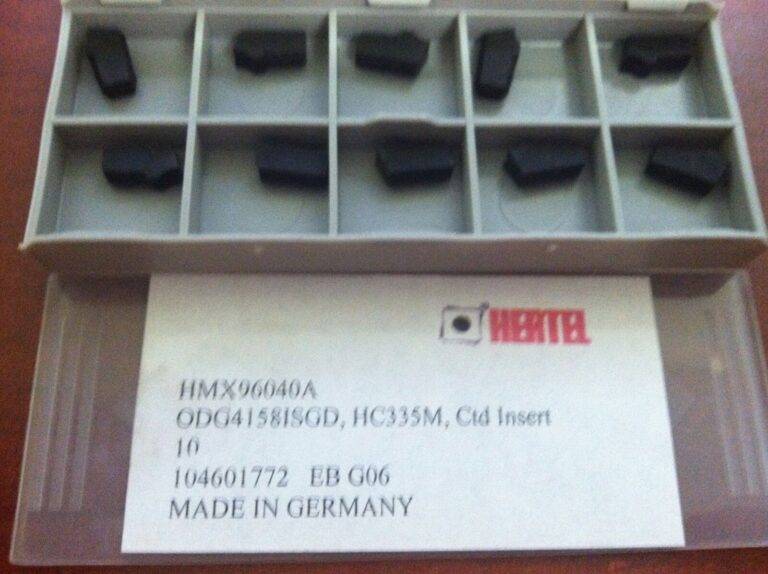 HERTEL
HMX96040A
ODG4158ISGD, HC335M, Ctd Insert
10
104601772 EB G06
MADE IN GERMANY